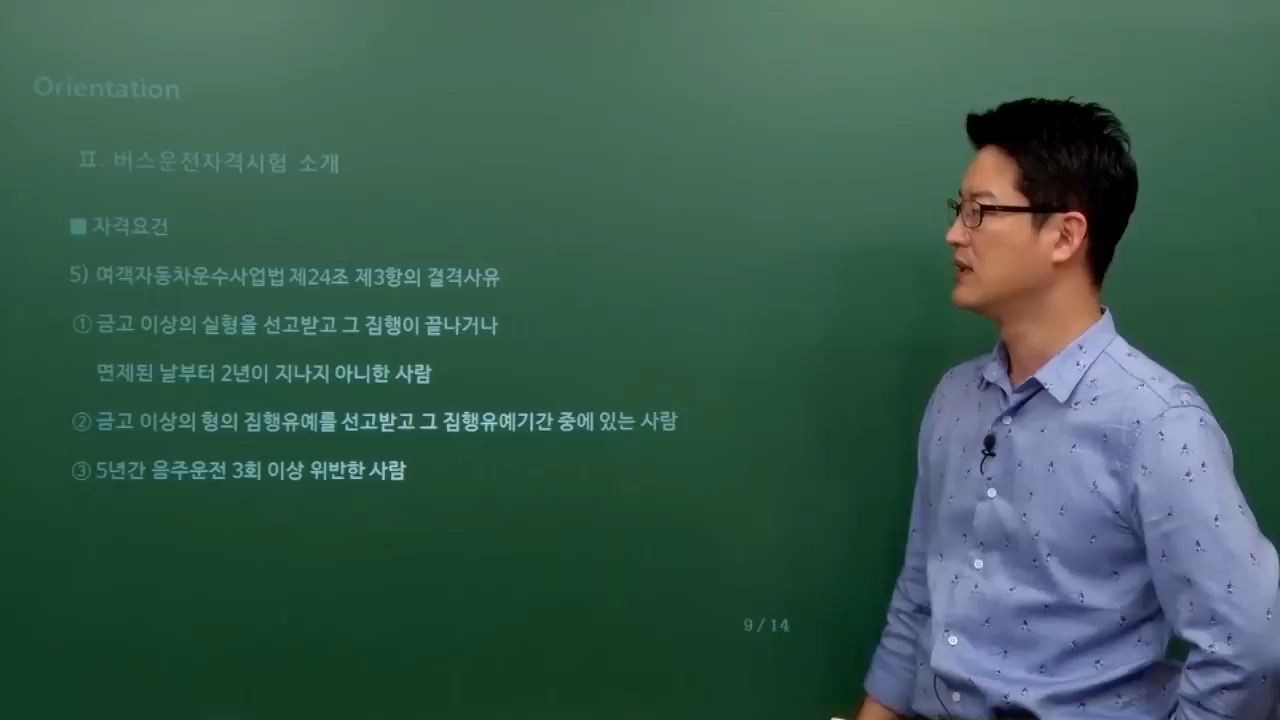 Orientation
Ⅱ. 버스운전자격시험 소개
■ 자격요건
5) 여객자동차운수사업법 제24조 제3항의 결격사유
① 금고 이상의 실형을 선고받고 그 집행이 끝나거나
면제된 날부터 2년이 지나지 아니한 사람
② 금고 이상의 형의 집행유예를 선고받고 그 집행유예기간 중에 있는 사람
③ 5년간 음주운전 3회 이상 위반한 사람
9 / 14